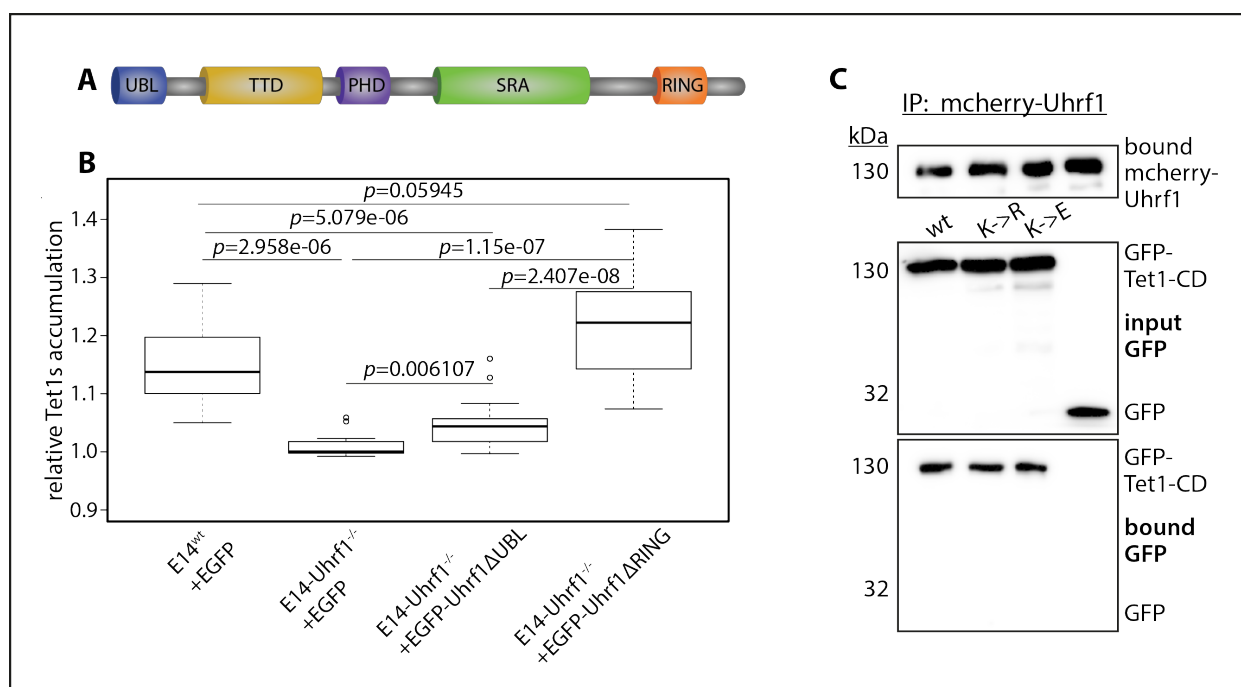 A
UBL TTD PHD SRA RING
B
relative Tet1s accumulation
1.4
1.3
1.2
1.1
1.0
0.9
p=0.05945
p=5.079e-06
p=2.958e-06
p=1.15e-07
p=2.407e-08
p=0.006107
E14wt
+EGFP
E14-Uhrf1-/-
+EGFP
E14-Uhrf1-/-
+EGFP-Uhrf1ΔUBL
E14-Uhrf1-/-
+EGFP-Uhrf1ΔRING
C
IP: mcherry-Uhrf1
kDa
130
bound
mcherry-
Uhrf1
wt K->R K->E
130
GFP-
Tet1-CD
input
GFP
32
GFP
130
GFP-
Tet1-CD
bound
GFP
32
GFP